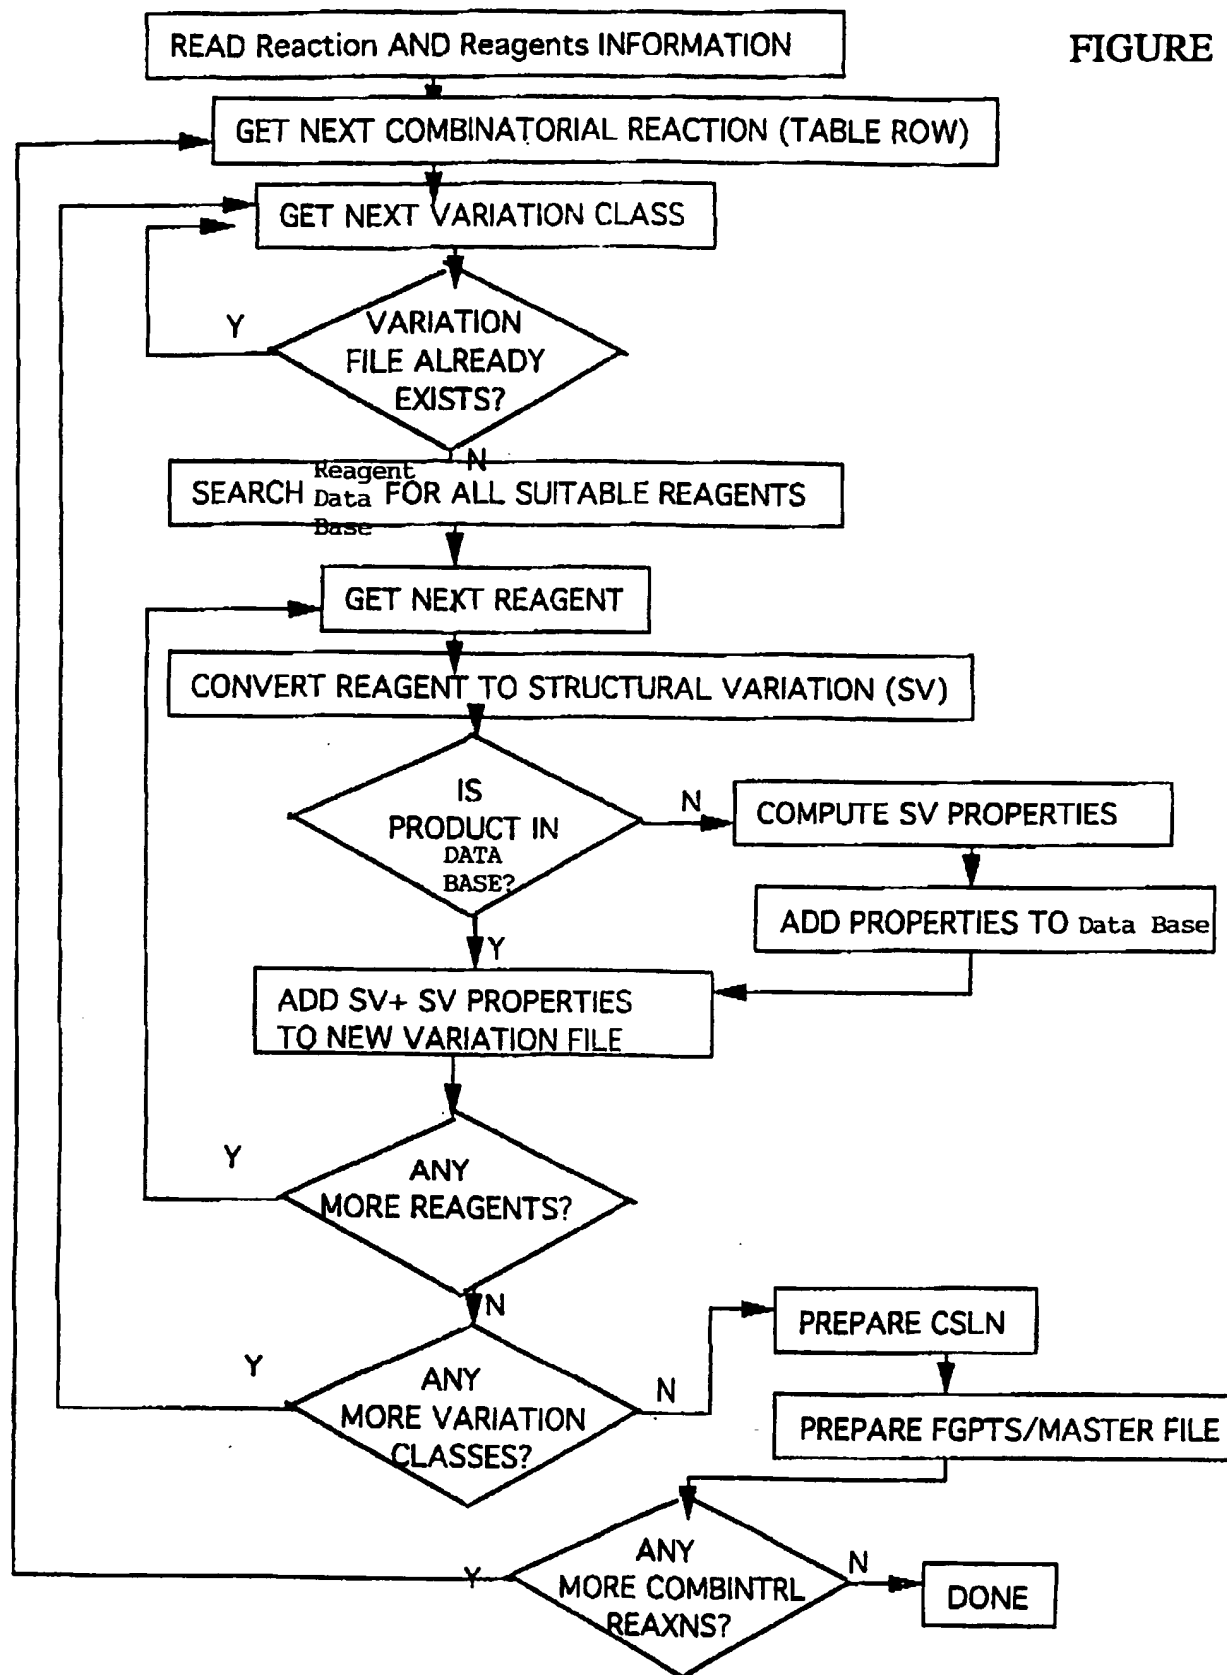 READ Reaction AND Reagents INFORMATION
FIGURE
GET NEXT COMBINATORIAL REACTION (TABLE ROW)
GET NEXT VARIATION CLASS
Y
VARIATION
FILE ALREADY
EXISTS?
N
SEARCH Reagent Data Base FOR ALL SUITABLE REAGENTS
GET NEXT REAGENT
CONVERT REAGENT TO STRUCTURAL VARIATION (SV)
IS
PRODUCT IN
DATA
BASE?
N
COMPUTE SV PROPERTIES
ADD PROPERTIES TO Data Base
Y
ADD SV+ SV PROPERTIES
TO NEW VARIATION FILE
Y
ANY
MORE REAGENTS?
N
PREPARE CSLN
Y
ANY
MORE VARIATION
CLASSES?
N
PREPARE FGPTS/MASTER FILE
Y
ANY
MORE COMBINTRL
REAXNS?
N
DONE